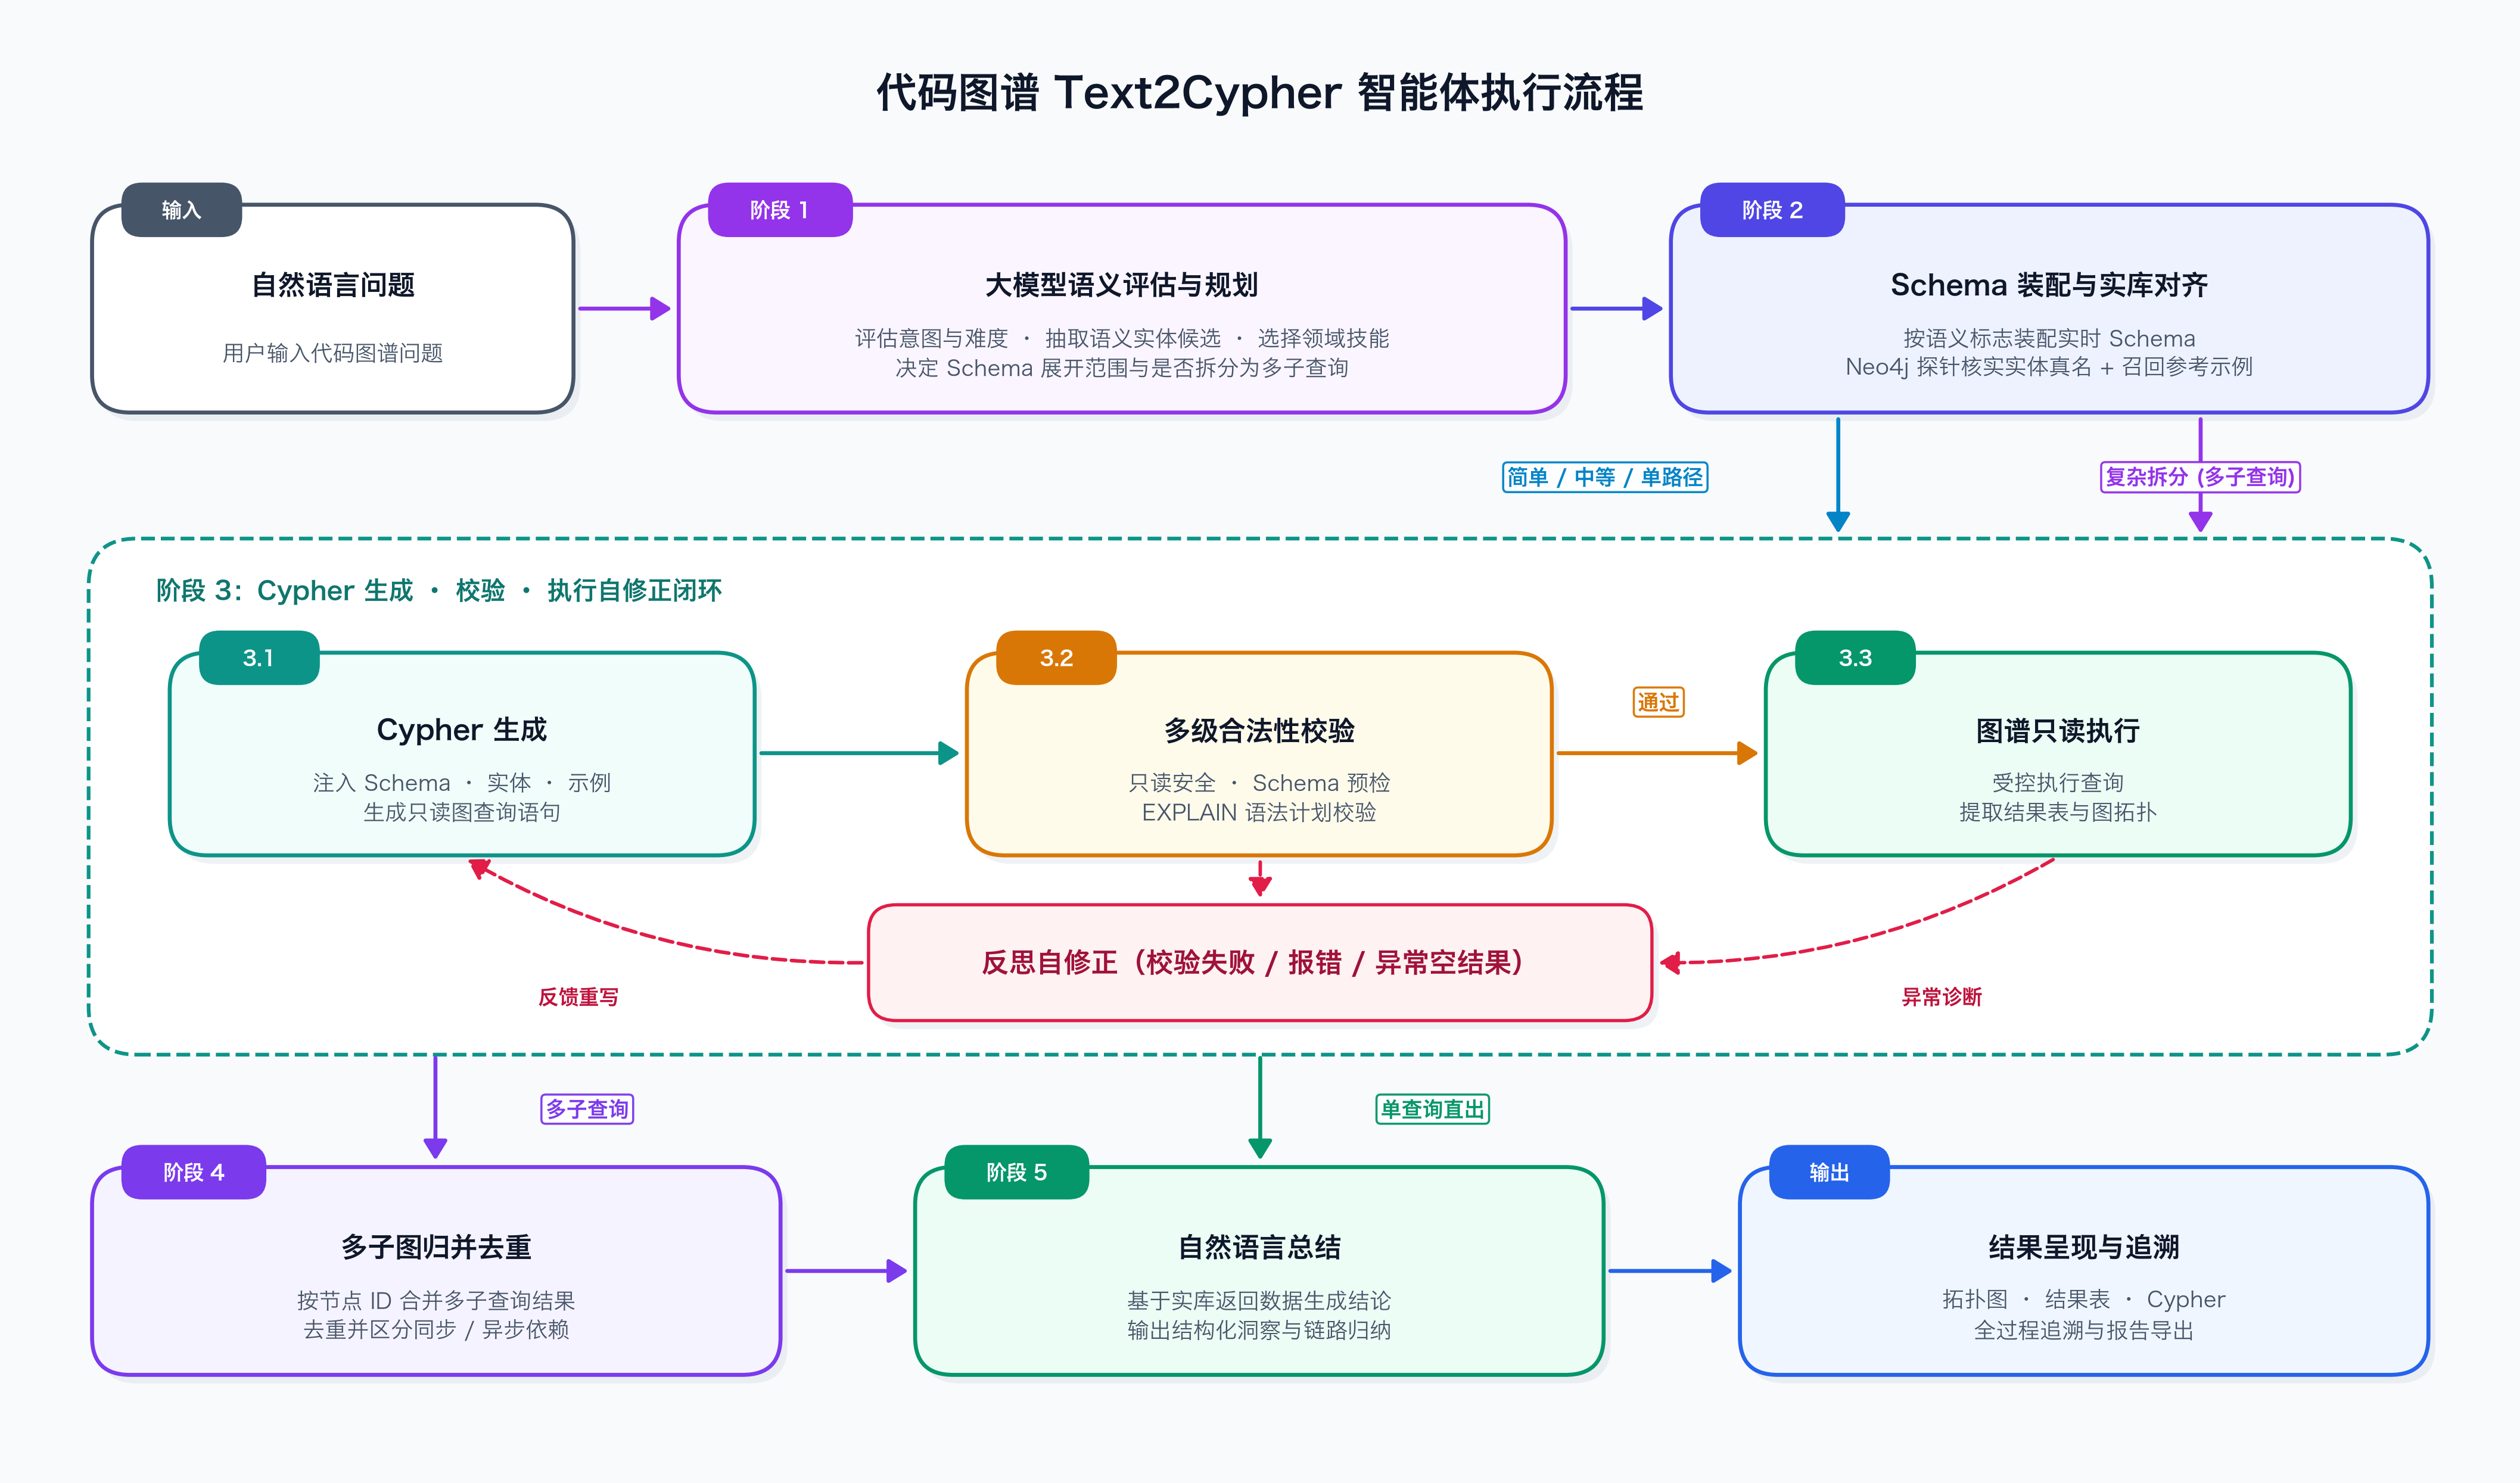 代码图谱 Text2Cypher 智能体执行流程
输入
自然语言问题
用户输入代码图谱问题
阶段 1
大模型语义评估与规划
评估意图与难度 · 抽取语义实体候选 · 选择领域技能
决定 Schema 展开范围与是否拆分为多子查询
阶段 2
Schema 装配与实库对齐
按语义标志装配实时 Schema
Neo4j 探针核实实体真名 + 召回参考示例
简单 / 中等 / 单路径
复杂拆分 (多子查询)
阶段 3：Cypher 生成 · 校验 · 执行自修正闭环
3.1
Cypher 生成
注入 Schema · 实体 · 示例
生成只读图查询语句
3.2
多级合法性校验
只读安全 · Schema 预检
EXPLAIN 语法计划校验
通过
3.3
图谱只读执行
受控执行查询
提取结果表与图拓扑
反思自修正（校验失败 / 报错 / 异常空结果）
反馈重写
异常诊断
多子查询
单查询直出
阶段 4
多子图归并去重
按节点 ID 合并多子查询结果
去重并区分同步 / 异步依赖
阶段 5
自然语言总结
基于实库返回数据生成结论
输出结构化洞察与链路归纳
输出
结果呈现与追溯
拓扑图 · 结果表 · Cypher
全过程追溯与报告导出